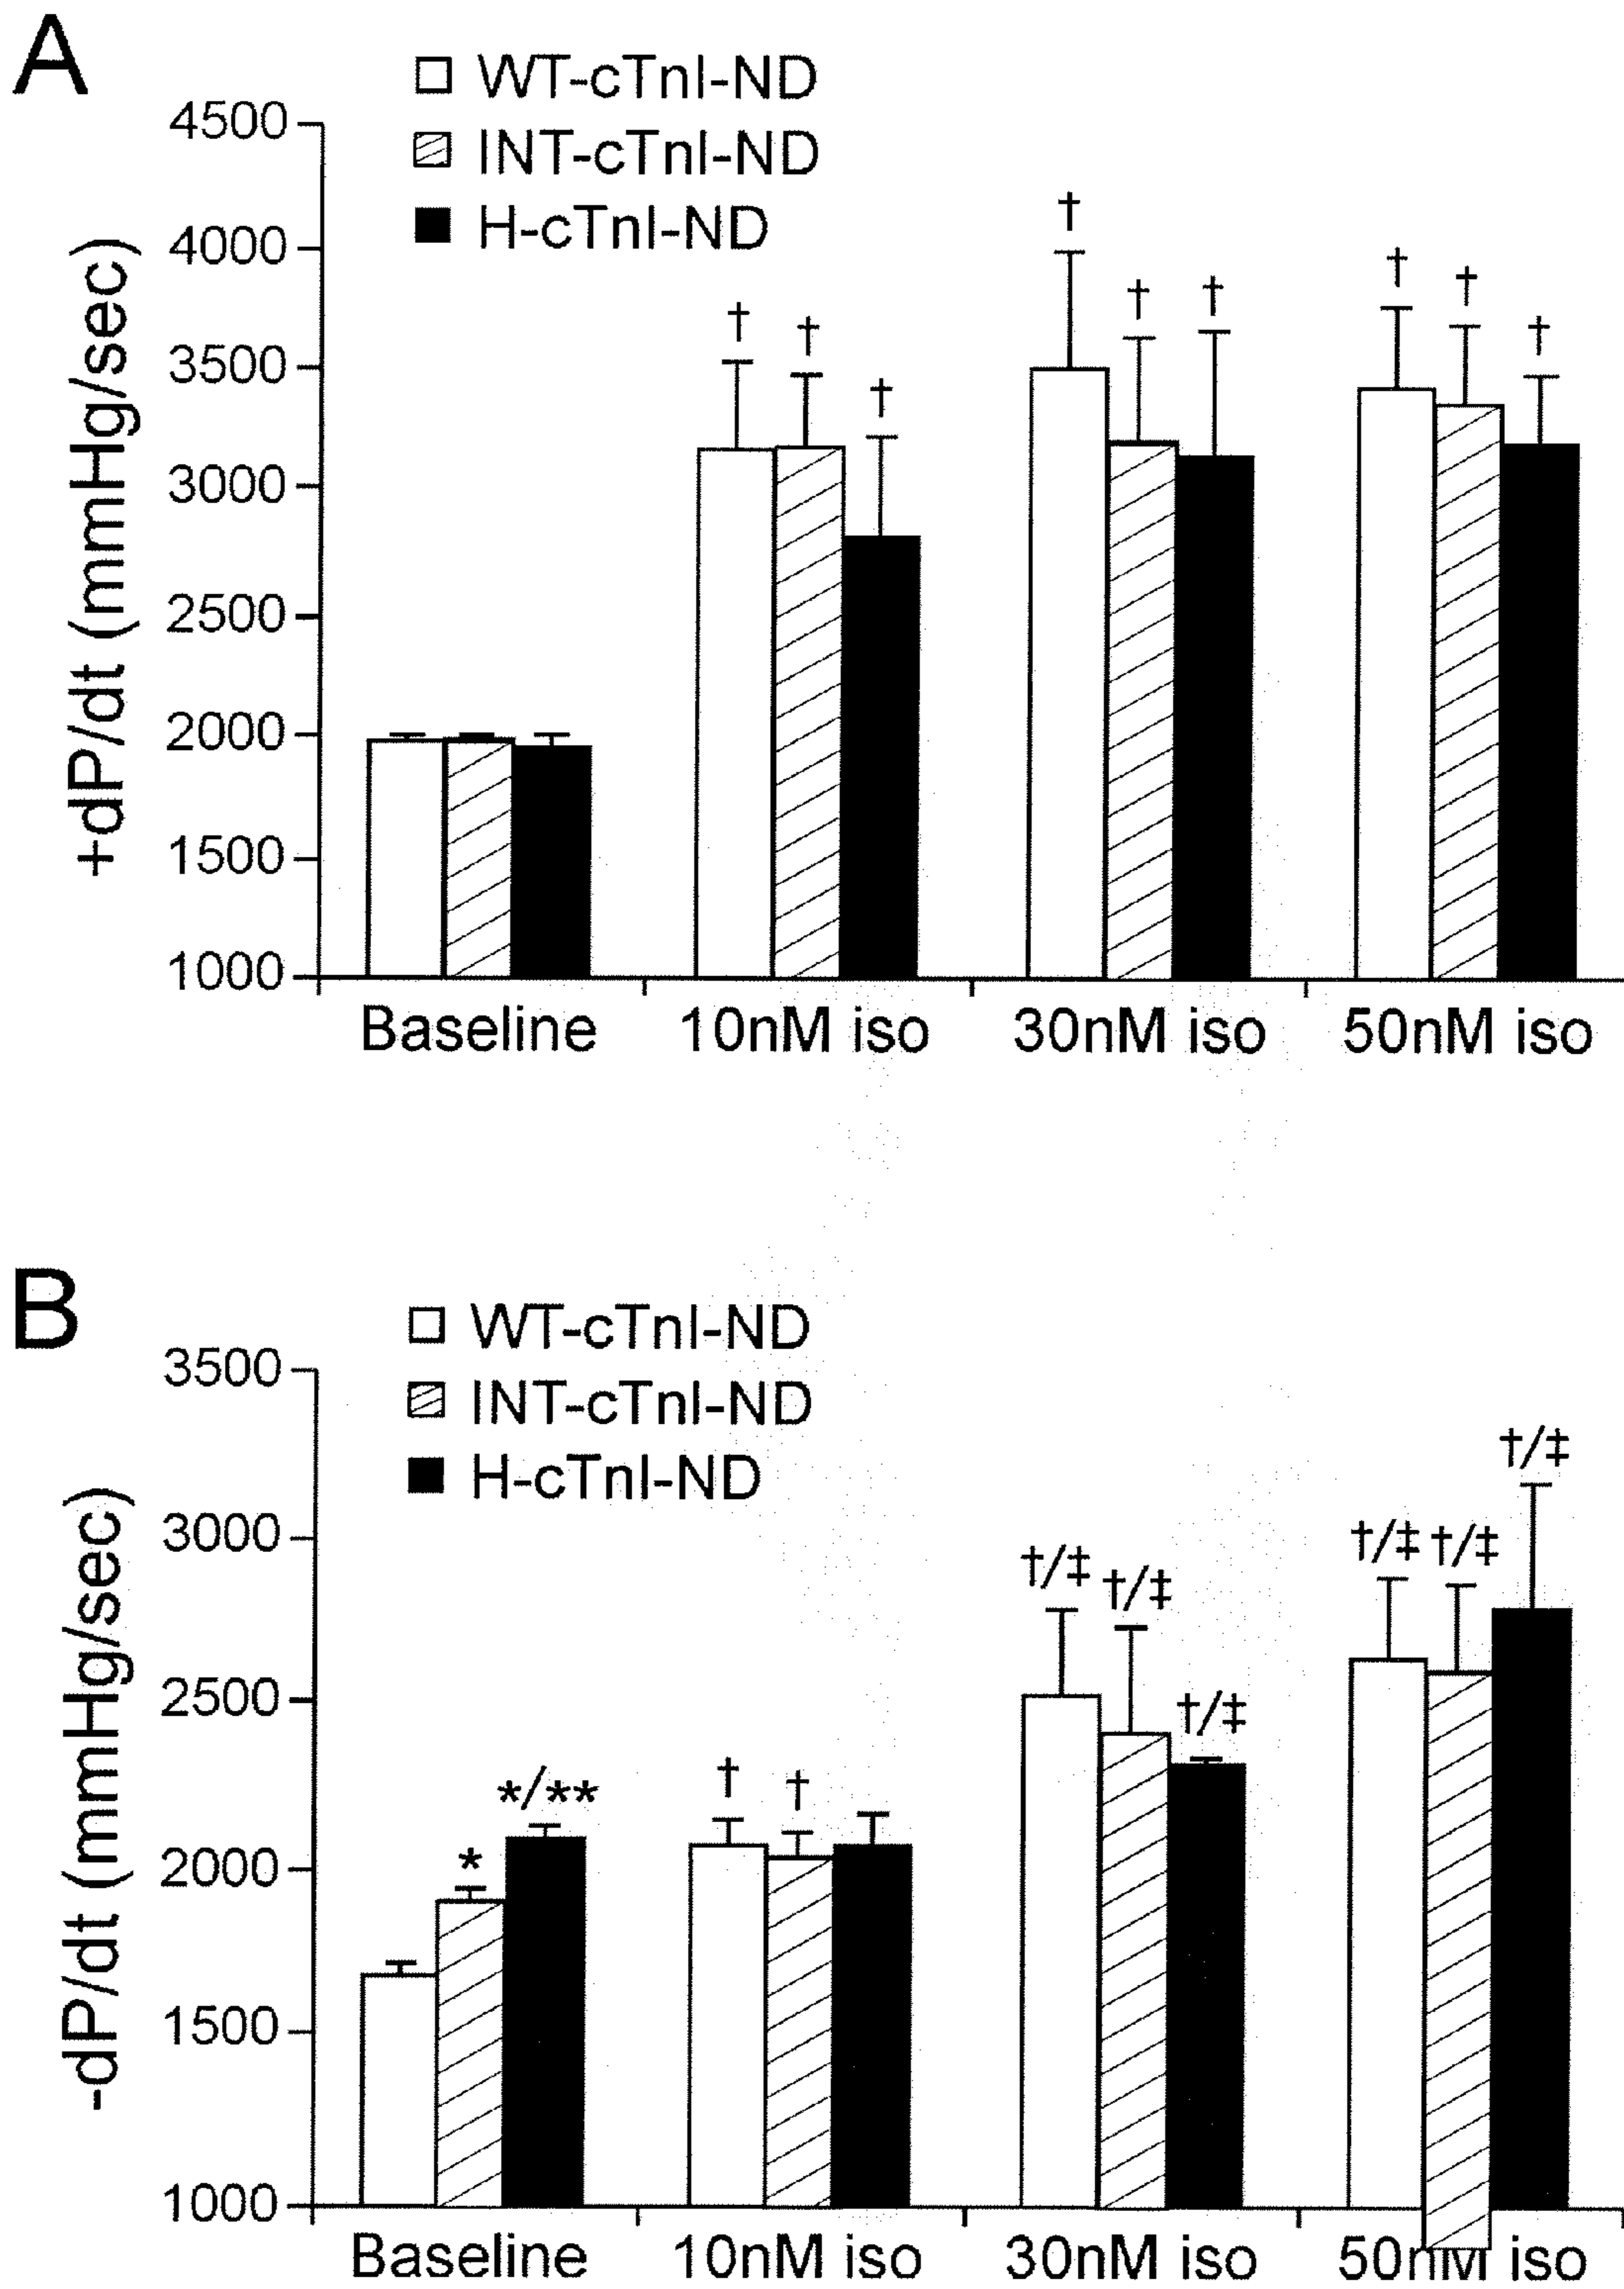 A
WT-cTnI-ND
INT-cTnI-ND
H-cTnI-ND
+dP/dt (mmHg/sec)
4500
4000
3500
3000
2500
2000
1500
1000
† † †
† † †
† † †
Baseline 10nM iso 30nM iso 50nM iso
B
WT-cTnI-ND
INT-cTnI-ND
H-cTnI-ND
-dP/dt (mmHg/sec)
3500
3000
2500
2000
1500
1000
* */**
† †
†/‡ †/‡ †/‡
†/‡ †/‡ †/‡
Baseline 10nM iso 30nM iso 50nM iso